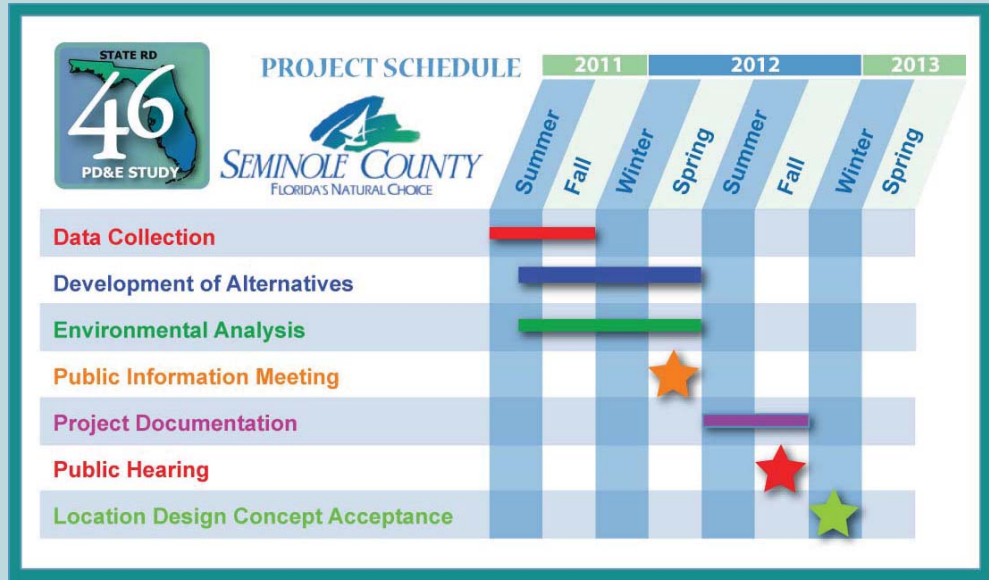 STATE RD
46
PD&E STUDY
PROJECT SCHEDULE
SEMINOLE COUNTY
FLORIDA'S NATURAL CHOICE
2011 2012 2013
Summer Fall Winter Spring Summer Fall Winter Spring
Data Collection
Development of Alternatives
Environmental Analysis
Public Information Meeting
Project Documentation
Public Hearing
Location Design Concept Acceptance